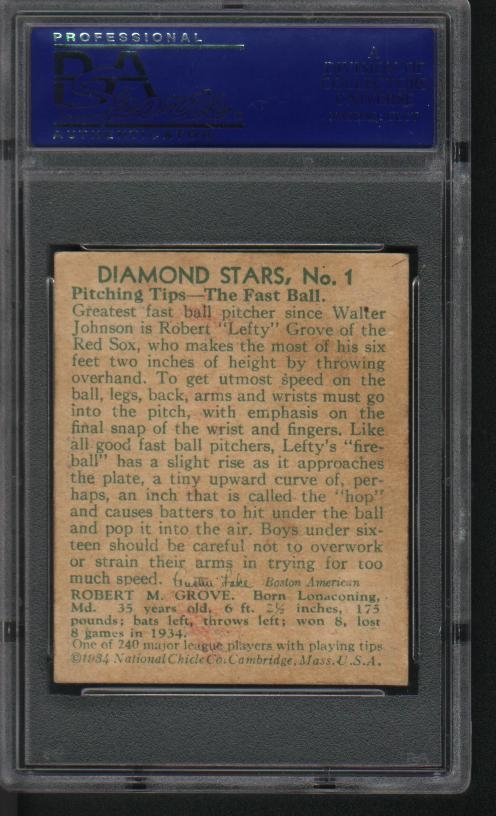 PROFESSIONAL
PSA
AUTHENTICATOR
A
DIVISION OF
COLLECTORS
UNIVERSE
DIAMOND STARS, No. 1
Pitching Tips—The Fast Ball.
Greatest fast ball pitcher since Walter
Johnson is Robert "Lefty" Grove of the
Red Sox, who makes the most of his six
feet two inches of height by throwing
overhand. To get utmost speed on the
ball, legs, back, arms and wrists must go
into the pitch, with emphasis on the
final snap of the wrist and fingers. Like
all good fast ball pitchers, Lefty's "fire-
ball" has a slight rise as it approaches
the plate, a tiny upward curve of, per-
haps, an inch that is called the "hop"
and causes batters to hit under the ball
and pop it into the air. Boys under six-
teen should be careful not to overwork
or strain their arms in trying for too
much speed. Austen Lake Boston American
ROBERT M. GROVE. Born Lonaconing,
Md. 35 years old, 6 ft. 2½ inches, 175
pounds; bats left, throws left; won 8, lost
8 games in 1934.
One of 240 major league players with playing tips
©1934 National Chicle Co. Cambridge, Mass. U.S.A.